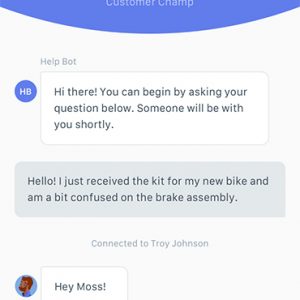 Customer Champ
Help Bot
HB
Hi there! You can begin by asking your
question below. Someone will be with
you shortly.
Hello! I just received the kit for my new bike and
am a bit confused on the brake assembly.
Connected to Troy Johnson
Hey Moss!